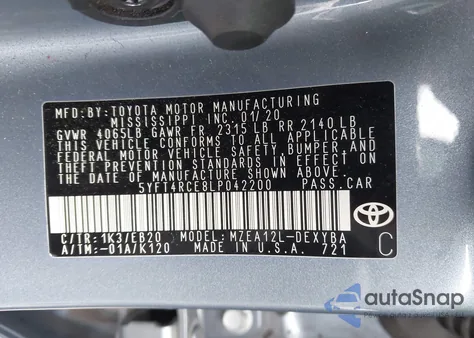 MFD. BY: TOYOTA MOTOR MANUFACTURING
MISSISSIPPI INC. 01/20
GVWR 4065LB GAWR FR 2315 LB RR 2140 LB
THIS VEHICLE CONFORMS TO ALL APPLICABLE
FEDERAL MOTOR VEHICLE SAFETY, BUMPER, AND
THEFT PREVENTION STANDARDS IN EFFECT ON
THE DATE OF MANUFACTURE SHOWN ABOVE.
5YFT4RCE8LP042200 PASS. CAR
C/TR: 1K3/EB20 MODEL: MZEA12L-DEXYBA
A/TM: -01A/K120 MADE IN U.S.A. 721
C
autoSnap